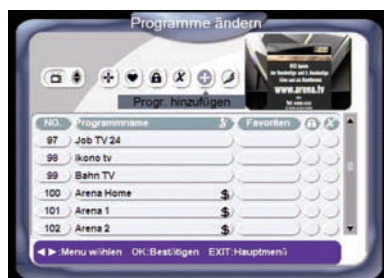 Programme ändern
www.arena.tv
Progr. hinzufügen
NO. Programmname $ Favoriten
97 Job TV 24
98 ikono tv
99 Bahn TV
100 Arena Home $
101 Arena 1 $
102 Arena 2 $
◄ ►:Menu wählen OK:Bestätigen EXIT:Hauptmenü